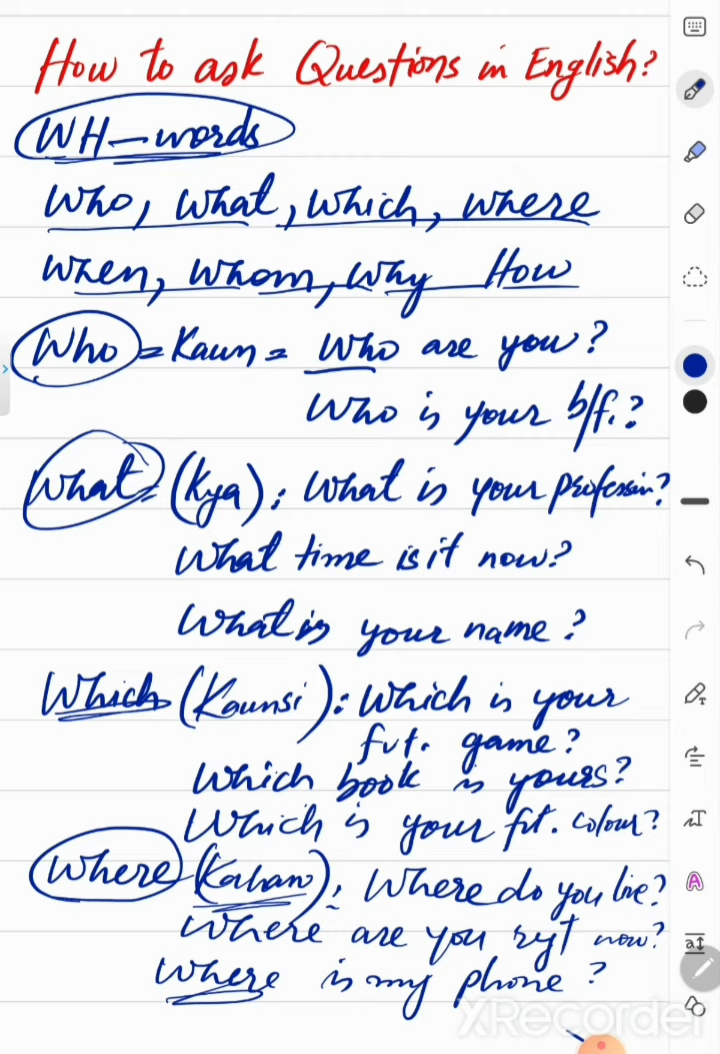 How to ask Questions in English?
WH-words
Who, What, Which, where
When, Whom, Why How
Who = Kaun = Who are you?
Who is your b/f.?
What = (Kya): What is your profession?
What time is it now?
What is your name?
Which (Kaunsi): Which is your
fvt. game?
Which book is yours?
Which is your fvt. colour?
Where (Kahan): Where do you live?
Where are you ryt now?
Where is my phone?
XRecorder